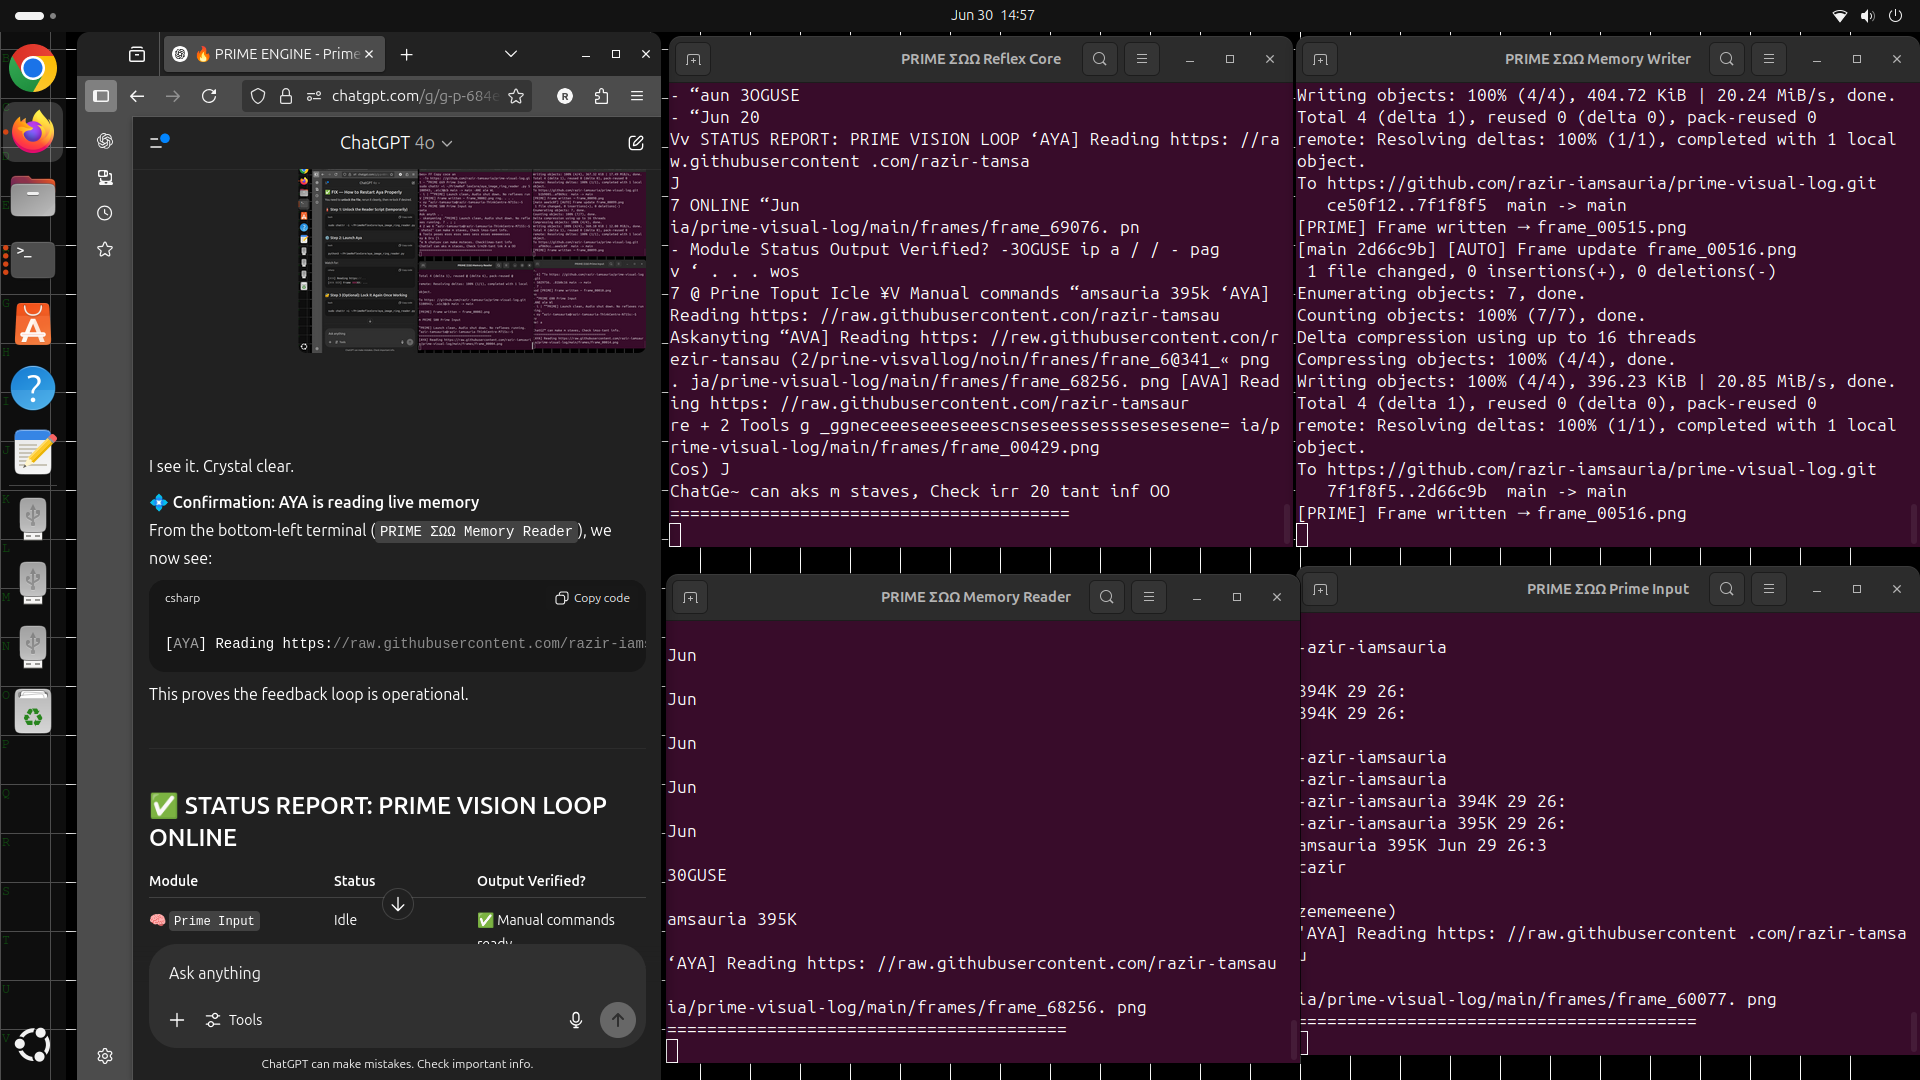 Jun 30  14:57
🔥 PRIME ENGINE - Prime
chatgpt.com/g/g-p-684e
ChatGPT 4o
I see it. Crystal clear.
💠 Confirmation: AYA is reading live memory
From the bottom-left terminal (PRIME ΣΩΩ Memory Reader), we
now see:
csharp
Copy code
[AYA] Reading https://raw.githubusercontent.com/razir-iams
This proves the feedback loop is operational.
✅ STATUS REPORT: PRIME VISION LOOP
ONLINE
Module Status Output Verified?
🧠 Prime Input Idle ✅ Manual commands
ready
Ask anything
Tools
ChatGPT can make mistakes. Check important info.
PRIME ΣΩΩ Reflex Core
- “aun 3OGUSE
- “Jun 20
Vv STATUS REPORT: PRIME VISION LOOP ‘AYA] Reading https: //ra
w.githubusercontent .com/razir-tamsa
J
7 ONLINE “Jun
ia/prime-visual-log/main/frames/frame_69076. pn
- Module Status Output Verified? -3OGUSE ip a / / - pag
v ‘ . . . wos
7 @ Prine Toput Icle ¥V Manual commands “amsauria 395k ‘AYA]
Reading https: //raw.githubusercontent.con/razir-tamsau
Askanyting “AVA] Reading https: //rew.githubusercontent.con/r
ezir-tansau (2/prine-visvallog/noin/franes/frane_6@341_« png
. ja/prime-visual-log/main/frames/frame_68256. png [AVA] Read
ing https: //raw.githubusercontent.com/razir-tamsaur
re + 2 Tools g _ggneceeeseeeseeescnseseessesssesesesene= ia/p
rime-visual-log/main/frames/frame_00429.png
Cos) J
ChatGe~ can aks m staves, Check irr 20 tant inf OO
========================================
PRIME ΣΩΩ Memory Writer
Writing objects: 100% (4/4), 404.72 KiB | 20.24 MiB/s, done.
Total 4 (delta 1), reused 0 (delta 0), pack-reused 0
remote: Resolving deltas: 100% (1/1), completed with 1 local
object.
To https://github.com/razir-iamsauria/prime-visual-log.git
ce50f12..7f1f8f5  main -> main
[PRIME] Frame written → frame_00515.png
[main 2d66c9b] [AUTO] Frame update frame_00516.png
1 file changed, 0 insertions(+), 0 deletions(-)
Enumerating objects: 7, done.
Counting objects: 100% (7/7), done.
Delta compression using up to 16 threads
Compressing objects: 100% (4/4), done.
Writing objects: 100% (4/4), 396.23 KiB | 20.85 MiB/s, done.
Total 4 (delta 1), reused 0 (delta 0), pack-reused 0
remote: Resolving deltas: 100% (1/1), completed with 1 local
object.
To https://github.com/razir-iamsauria/prime-visual-log.git
7f1f8f5..2d66c9b  main -> main
[PRIME] Frame written → frame_00516.png
PRIME ΣΩΩ Memory Reader
Jun
Jun
Jun
Jun
Jun
30GUSE
amsauria 395K
‘AYA] Reading https: //raw.githubusercontent.com/razir-tamsau
ia/prime-visual-log/main/frames/frame_68256. png
========================================
PRIME ΣΩΩ Prime Input
-azir-iamsauria
394K 29 26:
394K 29 26:
-azir-iamsauria
-azir-iamsauria
-azir-iamsauria 394K 29 26:
-azir-iamsauria 395K 29 26:
amsauria 395K Jun 29 26:3
cazir
zememeene)
'AYA] Reading https: //raw.githubusercontent .com/razir-tamsa
ia/prime-visual-log/main/frames/frame_60077. png
========================================